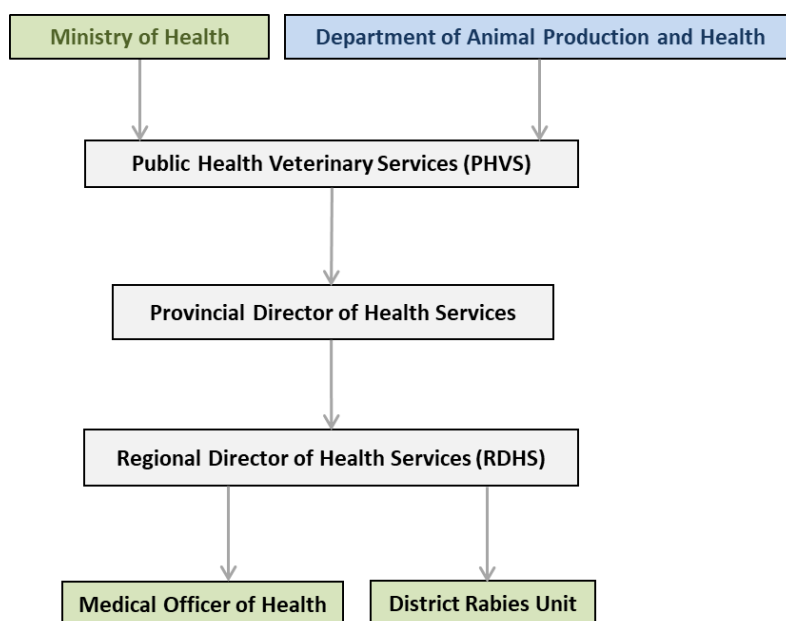 Ministry of Health
Department of Animal Production and Health
Public Health Veterinary Services (PHVS)
Provincial Director of Health Services
Regional Director of Health Services (RDHS)
Medical Officer of Health
District Rabies Unit